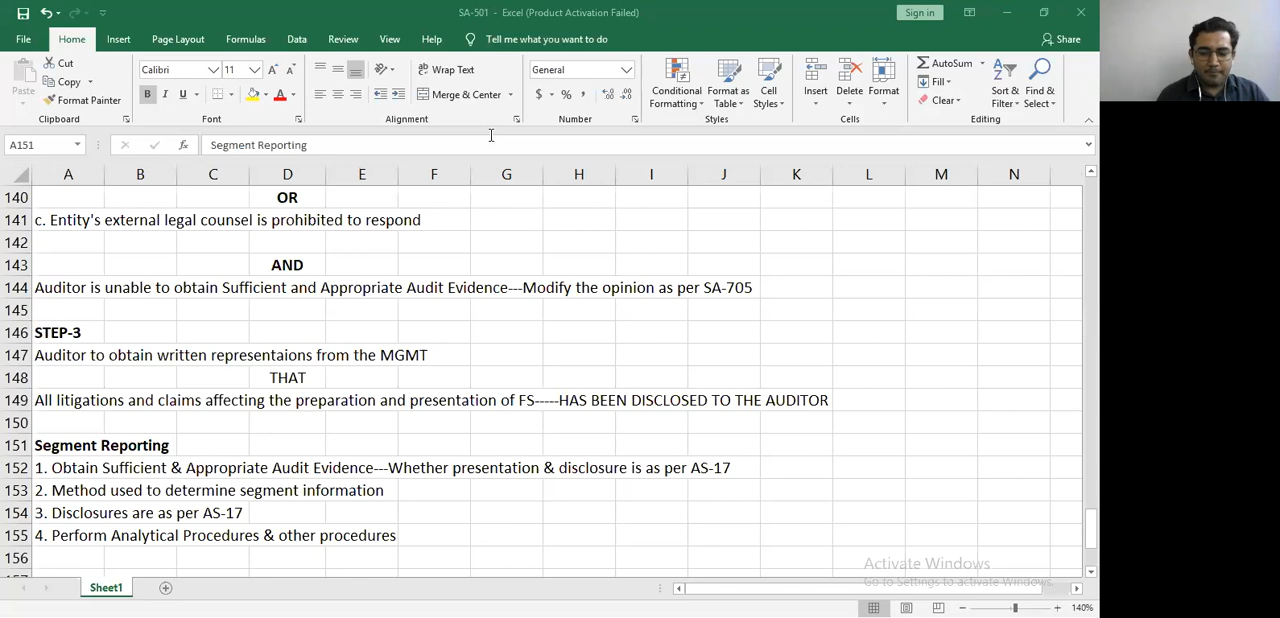 SA-501 - Excel (Product Activation Failed)
Sign in
File Home Insert Page Layout Formulas Data Review View Help Tell me what you want to do Share
Paste
Cut
Copy
Format Painter
Clipboard
Calibri 11
B I U
Font
Wrap Text
Merge & Center
Alignment
General
$ % ,
Number
Conditional Formatting
Format as Table
Cell Styles
Styles
Insert
Delete
Format
Cells
AutoSum
Fill
Clear
Sort & Filter
Find & Select
Editing
A151 fx Segment Reporting
A B C D E F G H I J K L M N
140 OR
141 c. Entity's external legal counsel is prohibited to respond
142
143 AND
144 Auditor is unable to obtain Sufficient and Appropriate Audit Evidence---Modify the opinion as per SA-705
145
146 STEP-3
147 Auditor to obtain written representaions from the MGMT
148 THAT
149 All litigations and claims affecting the preparation and presentation of FS-----HAS BEEN DISCLOSED TO THE AUDITOR
150
151 Segment Reporting
152 1. Obtain Sufficient & Appropriate Audit Evidence---Whether presentation & disclosure is as per AS-17
153 2. Method used to determine segment information
154 3. Disclosures are as per AS-17
155 4. Perform Analytical Procedures & other procedures
156
Activate Windows
Go to Settings to activate Windows.
Sheet1
140%